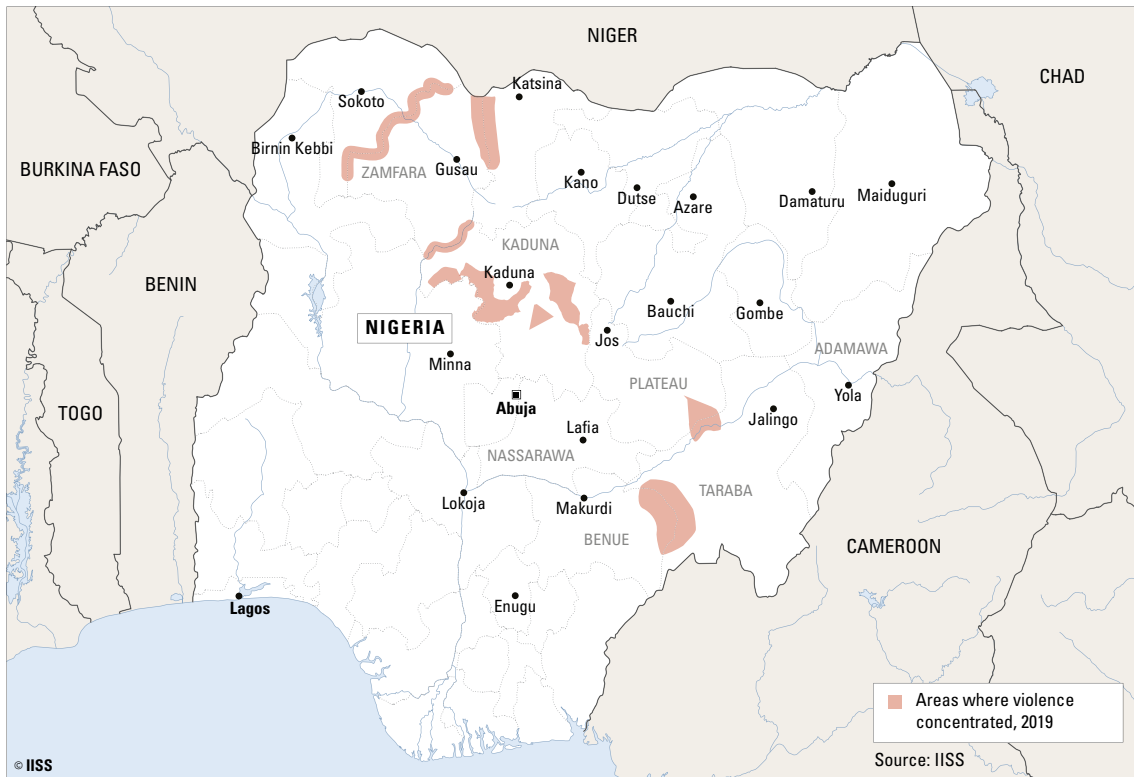 NIGER
CHAD
Katsina
Sokoto
Birnin Kebbi
BURKINA FASO
ZAMFARA
Gusau
Kano
Dutse
Azare
Damaturu
Maiduguri
KADUNA
Kaduna
BENIN
Bauchi
Gombe
NIGERIA
Jos
Minna
ADAMAWA
PLATEAU
Yola
TOGO
Abuja
Jalingo
Lafia
NASSARAWA
TARABA
Lokoja
Makurdi
BENUE
CAMEROON
Lagos
Enugu
Areas where violence
concentrated, 2019
Source: IISS
© IISS